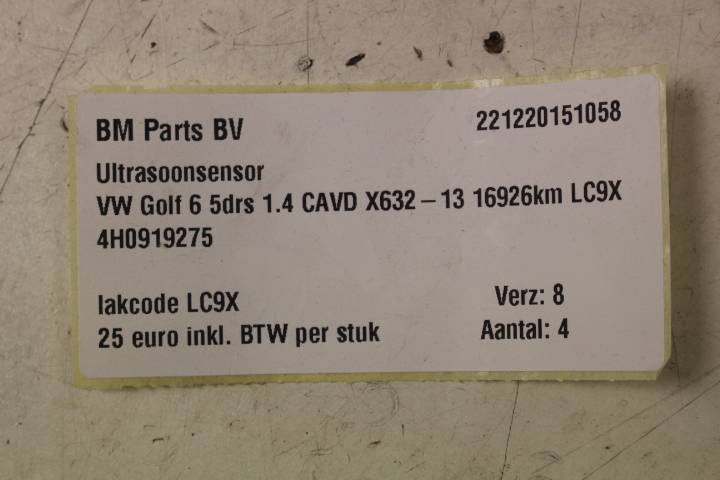 BM Parts BV 221220151058
Ultrasoonsensor
VW Golf 6 5drs 1.4 CAVD X632-13 16926km LC9X
4H0919275
lakcode LC9X Verz: 8
25 euro inkl. BTW per stuk Aantal: 4